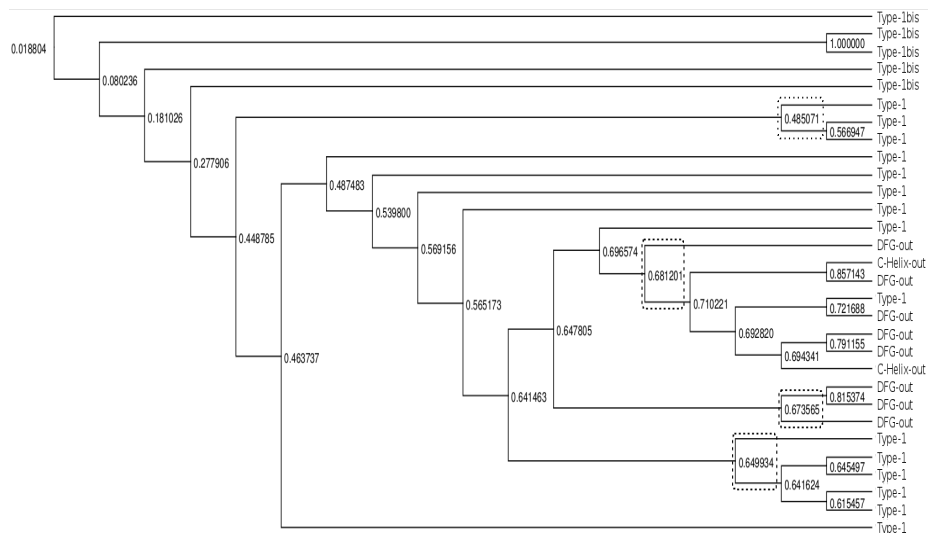 Type-1bis
Type-1bis
1.000000
0.018804
Type-1bis
Type-1bis
0.080236
Type-1bis
Type-1
0.181026
0.485071
Type-1
0.566947
Type-1
Type-1
0.277906
Type-1
0.487483
Type-1
0.539800
Type-1
Type-1
0.448785
DFG-out
0.569156
0.696574
C-Helix-out
0.681201
0.857143
DFG-out
Type-1
0.565173
0.710221
0.721688
DFG-out
0.647805
0.692820
DFG-out
0.791155
DFG-out
0.463737
0.694341
C-Helix-out
DFG-out
0.641463
0.815374
DFG-out
0.673565
DFG-out
Type-1
Type-1
0.649934
0.645497
Type-1
0.641624
Type-1
0.615457
Type-1
Type-1